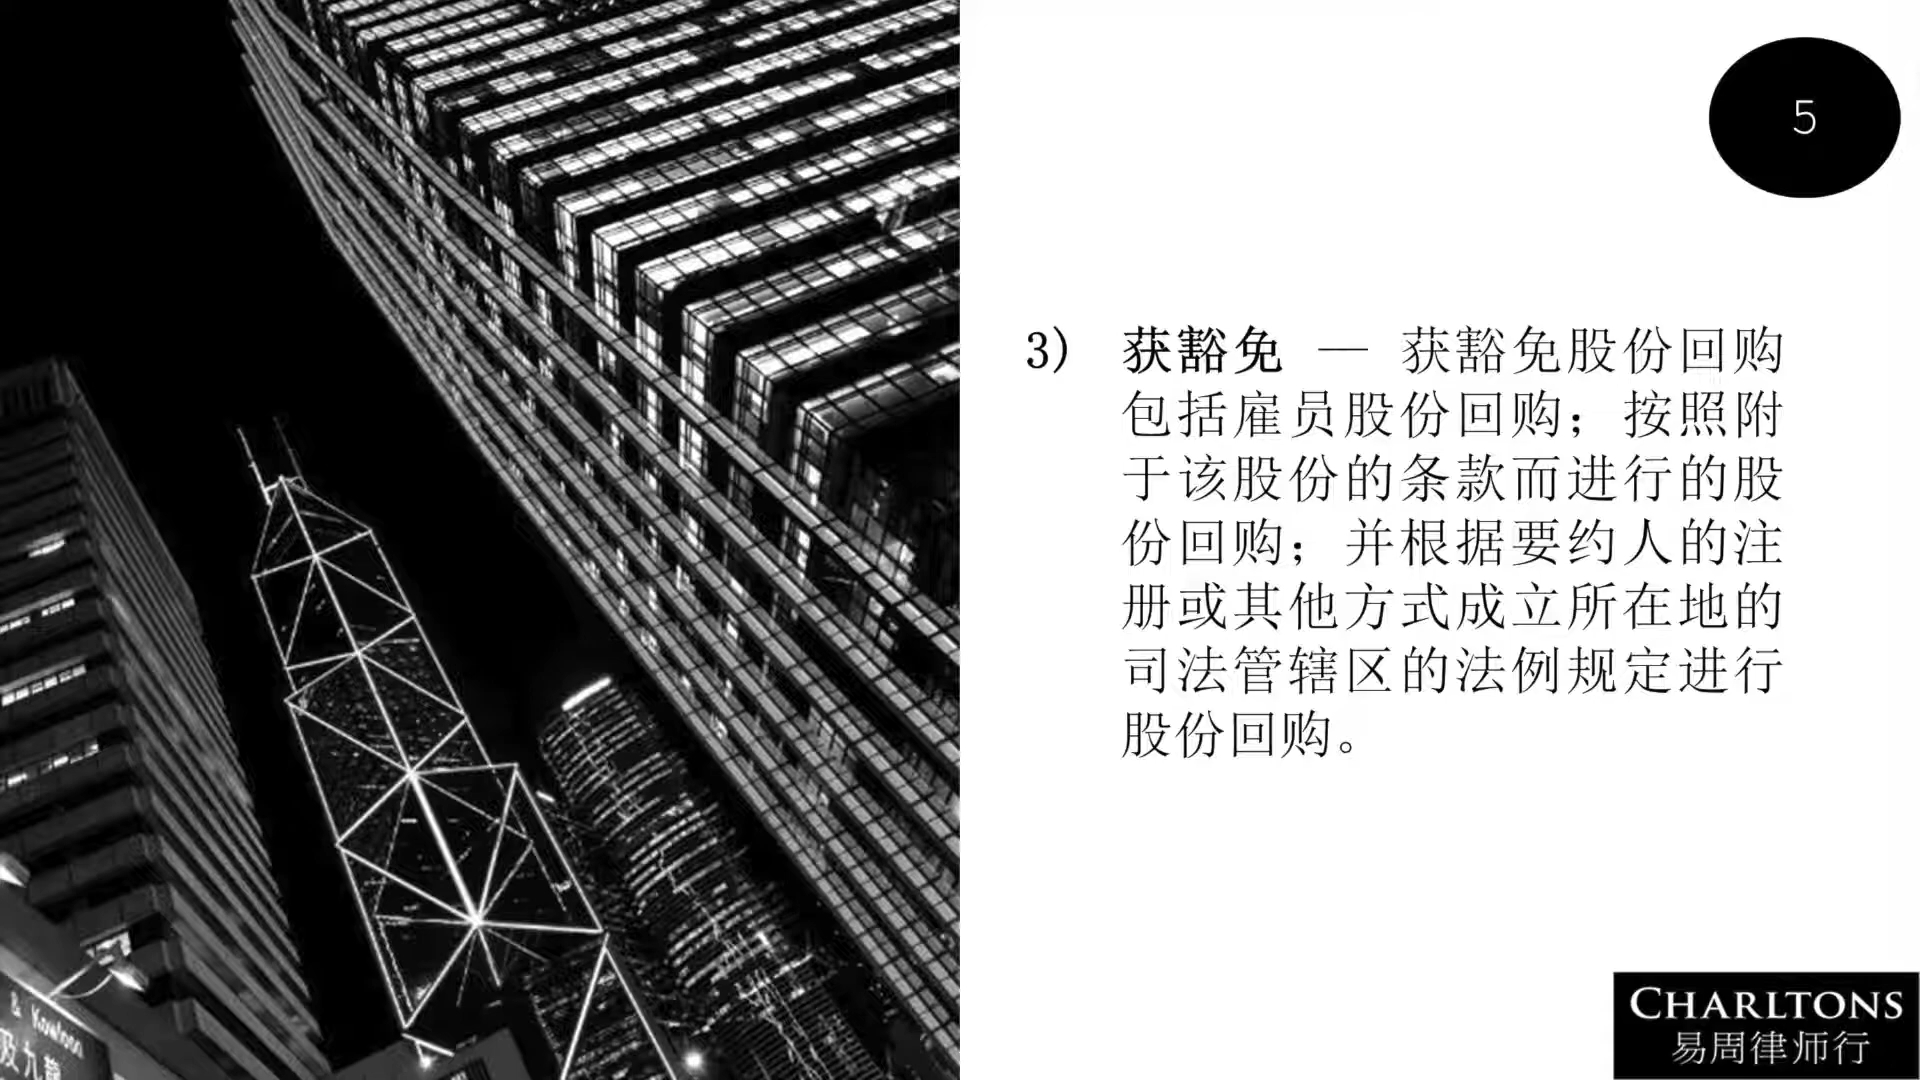 5
3) 获豁免 — 获豁免股份回购
包括雇员股份回购；按照附
于该股份的条款而进行的股
份回购；并根据要约人的注
册或其他方式成立所在地的
司法管辖区的法例规定进行
股份回购。
& Kowloon
及九龍
CHARLTONS
易周律师行